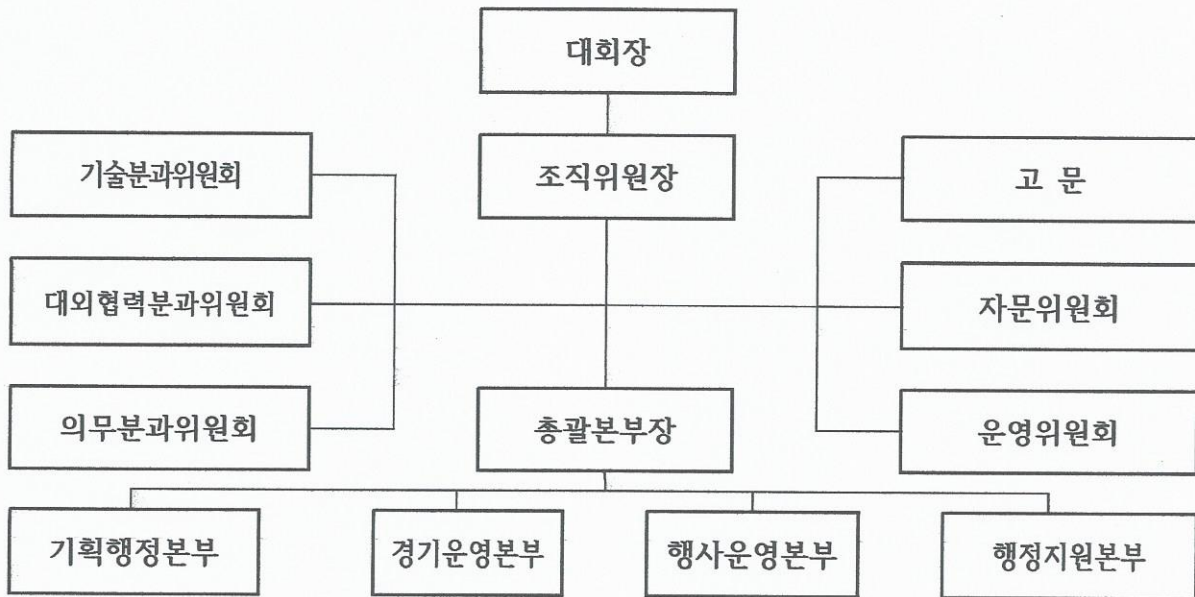 대회장
기술분과위원회
조직위원장
고 문
대외협력분과위원회
자문위원회
의무분과위원회
총괄본부장
운영위원회
기획행정본부
경기운영본부
행사운영본부
행정지원본부